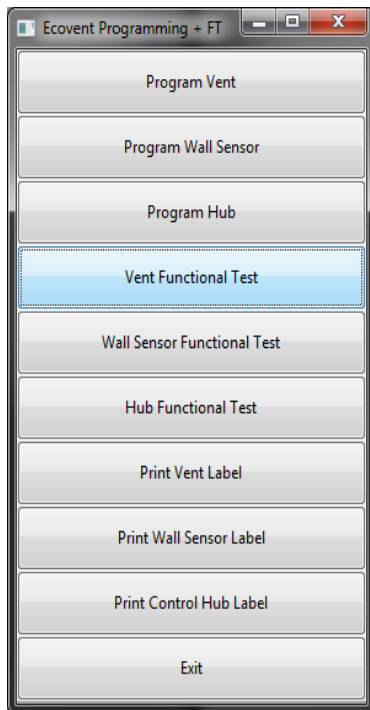 Ecovent Programming + FT
Program Vent
Program Wall Sensor
Program Hub
Vent Functional Test
Wall Sensor Functional Test
Hub Functional Test
Print Vent Label
Print Wall Sensor Label
Print Control Hub Label
Exit